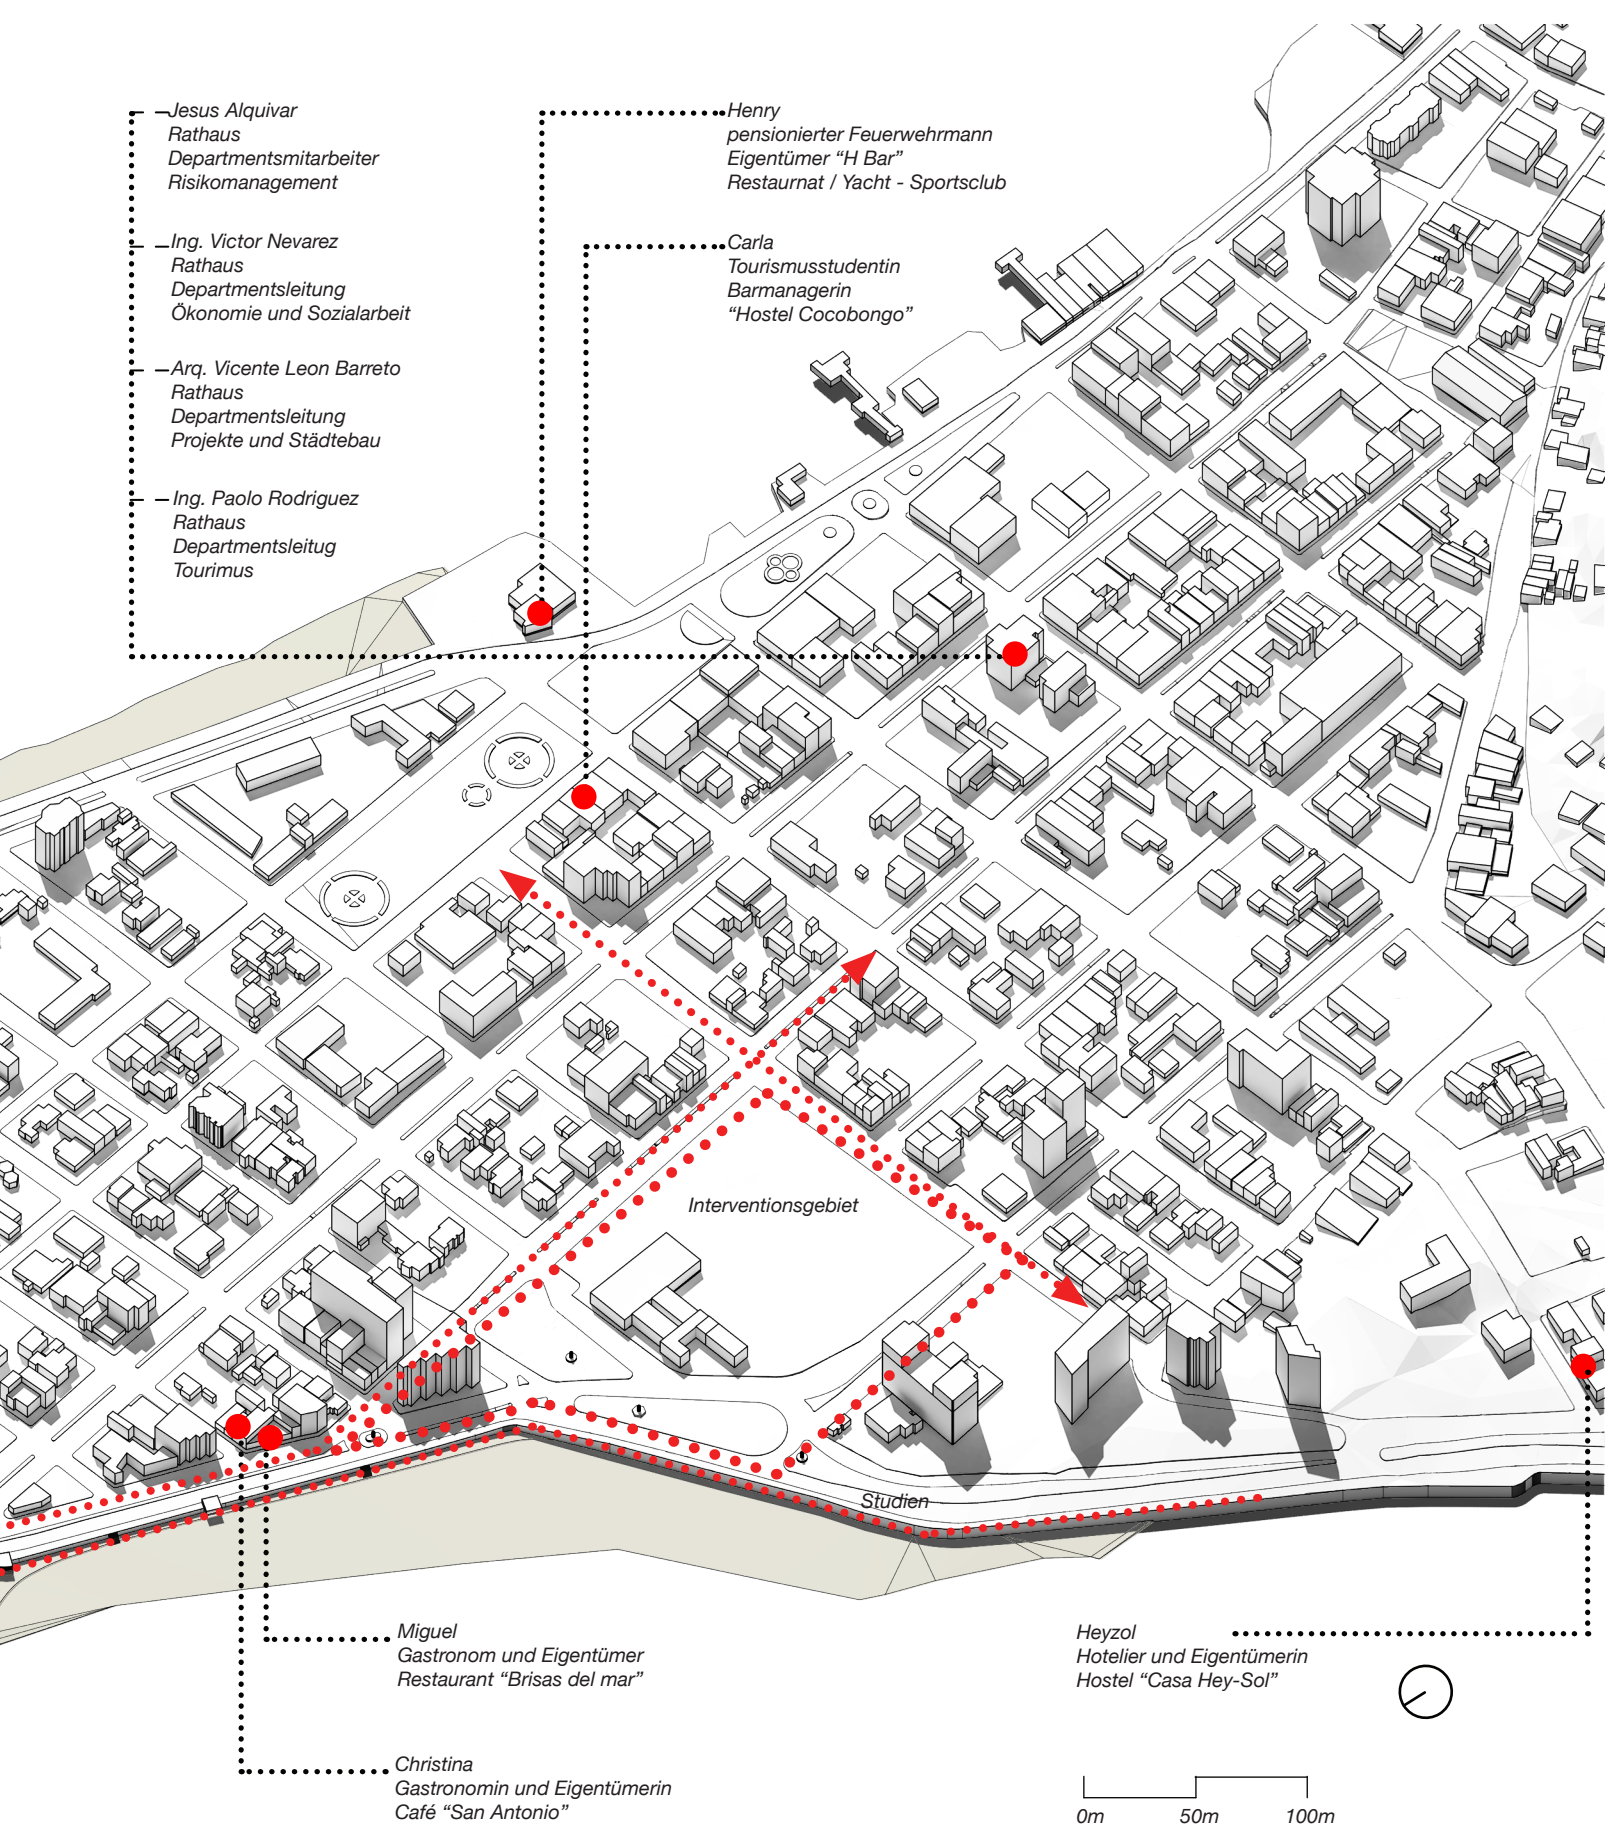 Jesus Alquivar
Rathaus
Departmentsmitarbeiter
Risikomanagement
Ing. Victor Nevarez
Rathaus
Departmentsleitung
Ökonomie und Sozialarbeit
Arq. Vicente Leon Barreto
Rathaus
Departmentsleitung
Projekte und Städtebau
Ing. Paolo Rodriguez
Rathaus
Departmentsleitug
Tourimus
Henry
pensionierter Feuerwehrmann
Eigentümer “H Bar”
Restaurnat / Yacht - Sportsclub
Carla
Tourismusstudentin
Barmanagerin
“Hostel Cocobongo”
Interventionsgebiet
Studien
Miguel
Gastronom und Eigentümer
Restaurant “Brisas del mar”
Christina
Gastronomin und Eigentümerin
Café “San Antonio”
Heyzol
Hotelier und Eigentümerin
Hostel “Casa Hey-Sol”
0m 50m 100m